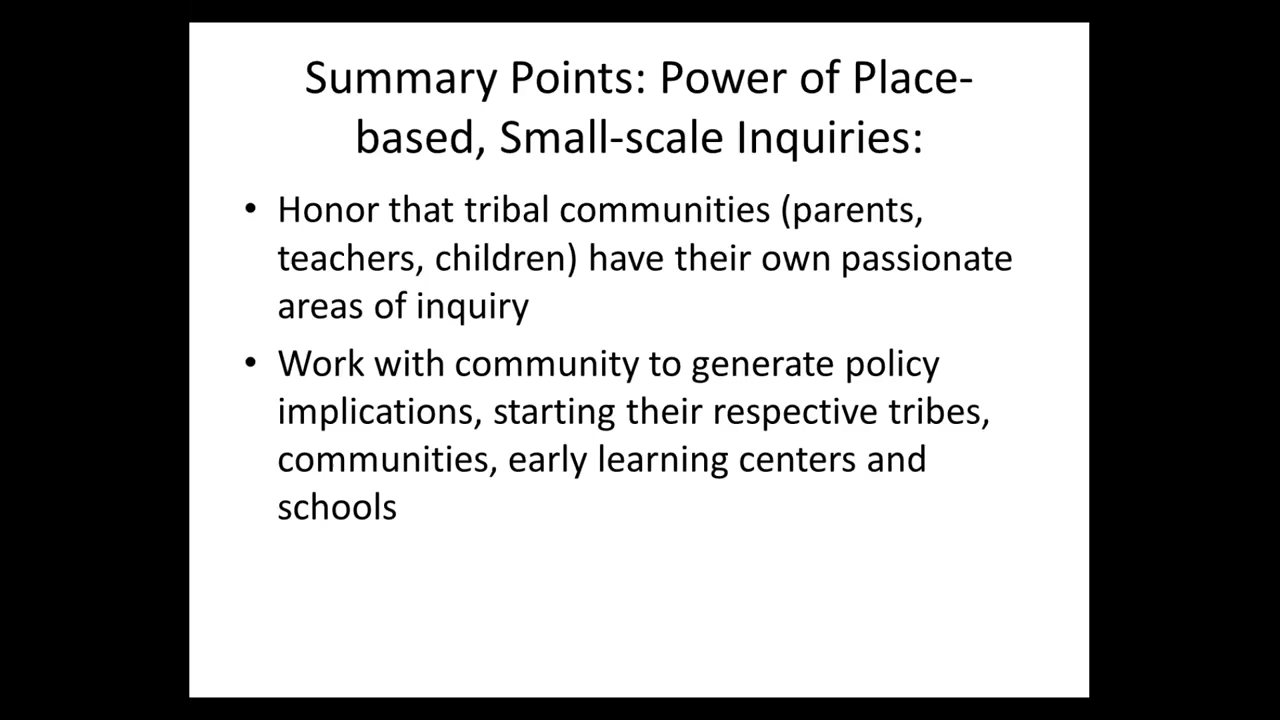 Summary Points: Power of Place-
based, Small-scale Inquiries:
• Honor that tribal communities (parents,
teachers, children) have their own passionate
areas of inquiry
• Work with community to generate policy
implications, starting their respective tribes,
communities, early learning centers and
schools